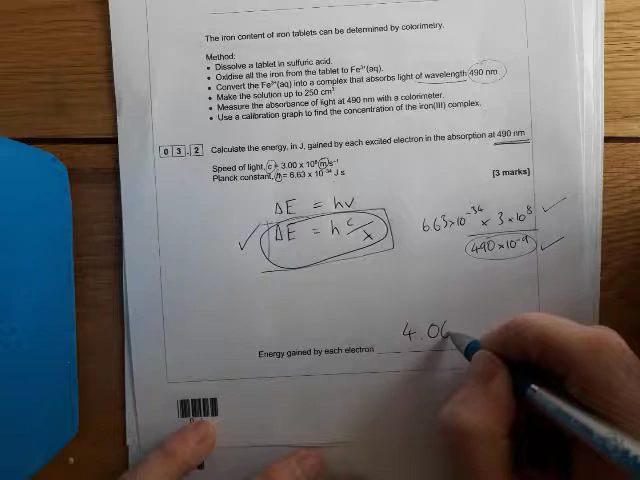 The iron content of iron tablets can be determined by colorimetry.
Method:
• Dissolve a tablet in sulfuric acid.
• Oxidise all the iron from the tablet to Fe³⁺(aq).
• Convert the Fe³⁺(aq) into a complex that absorbs light of wavelength 490 nm
• Make the solution up to 250 cm³
• Measure the absorbance of light at 490 nm with a colorimeter.
• Use a calibration graph to find the concentration of the iron(III) complex.
0 3 . 2 Calculate the energy, in J, gained by each excited electron in the absorption at 490 nm
Speed of light, c = 3.00 x 10⁸ m s⁻¹
Planck constant, h = 6.63 x 10⁻³⁴ J s
[3 marks]
ΔE = hν
ΔE = h c/x
6.63×10⁻³⁴ × 3×10⁸
490×10⁻⁹
4.06
Energy gained by each electron